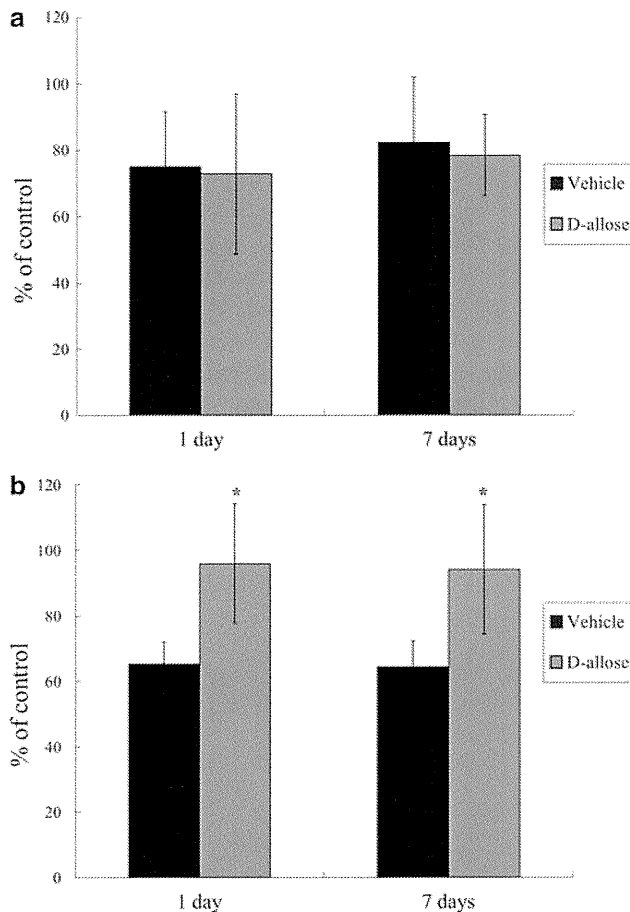 a
120
100
80
60
40
20
0
% of control
1 day
7 days
Vehicle
D-allose
b
120
100
80
60
40
20
0
% of control
*
*
1 day
7 days
Vehicle
D-allose